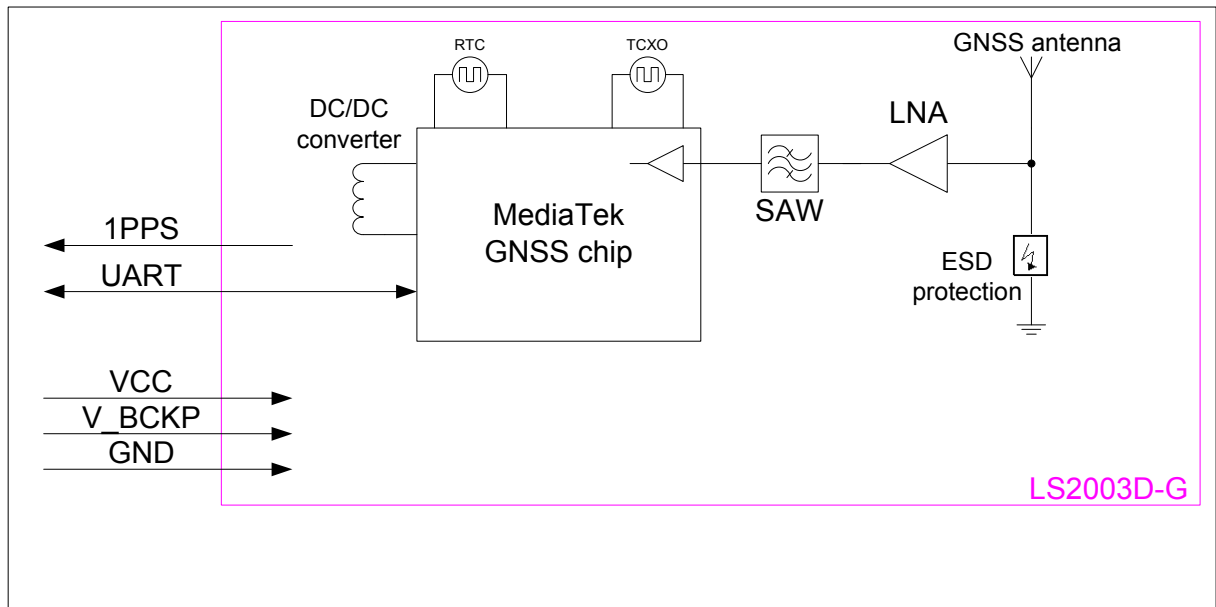 RTC
TCXO
GNSS antenna
DC/DC
converter
LNA
SAW
MediaTek
GNSS chip
1PPS
UART
ESD
protection
VCC
V_BCKP
GND
LS2003D-G